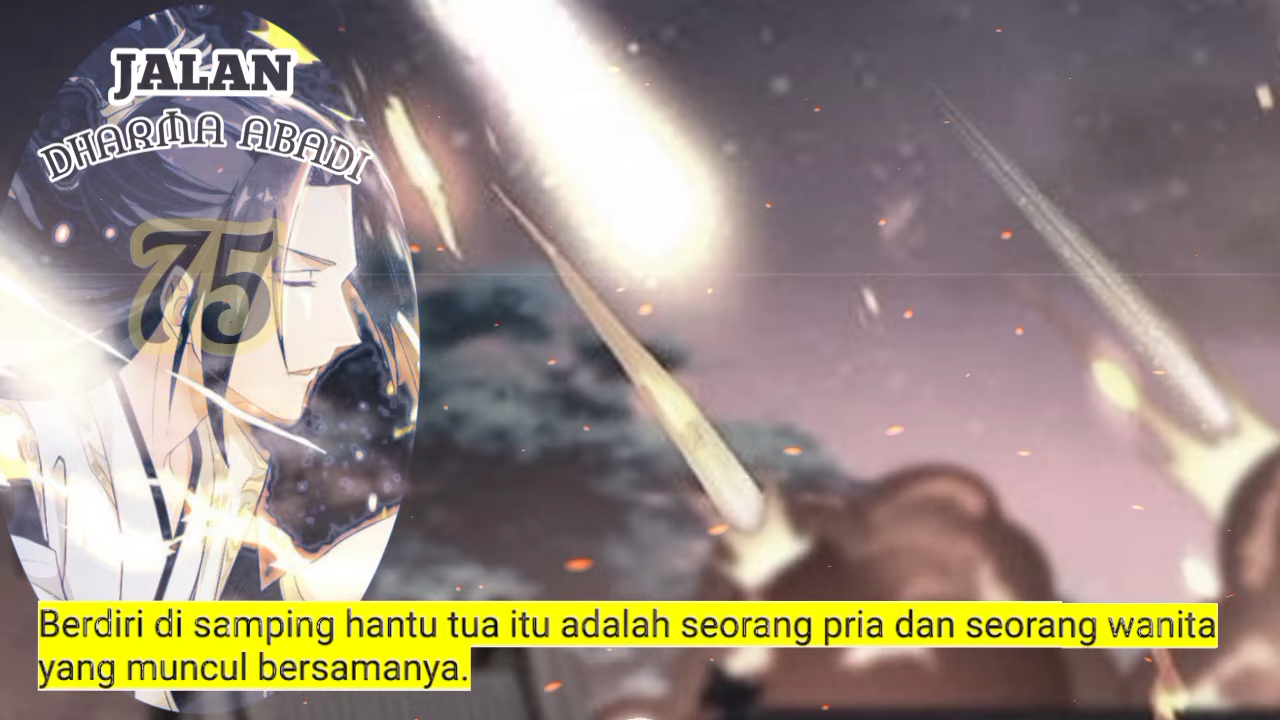 JALAN
DHARMA ABADI
75
Berdiri di samping hantu tua itu adalah seorang pria dan seorang wanita
yang muncul bersamanya.